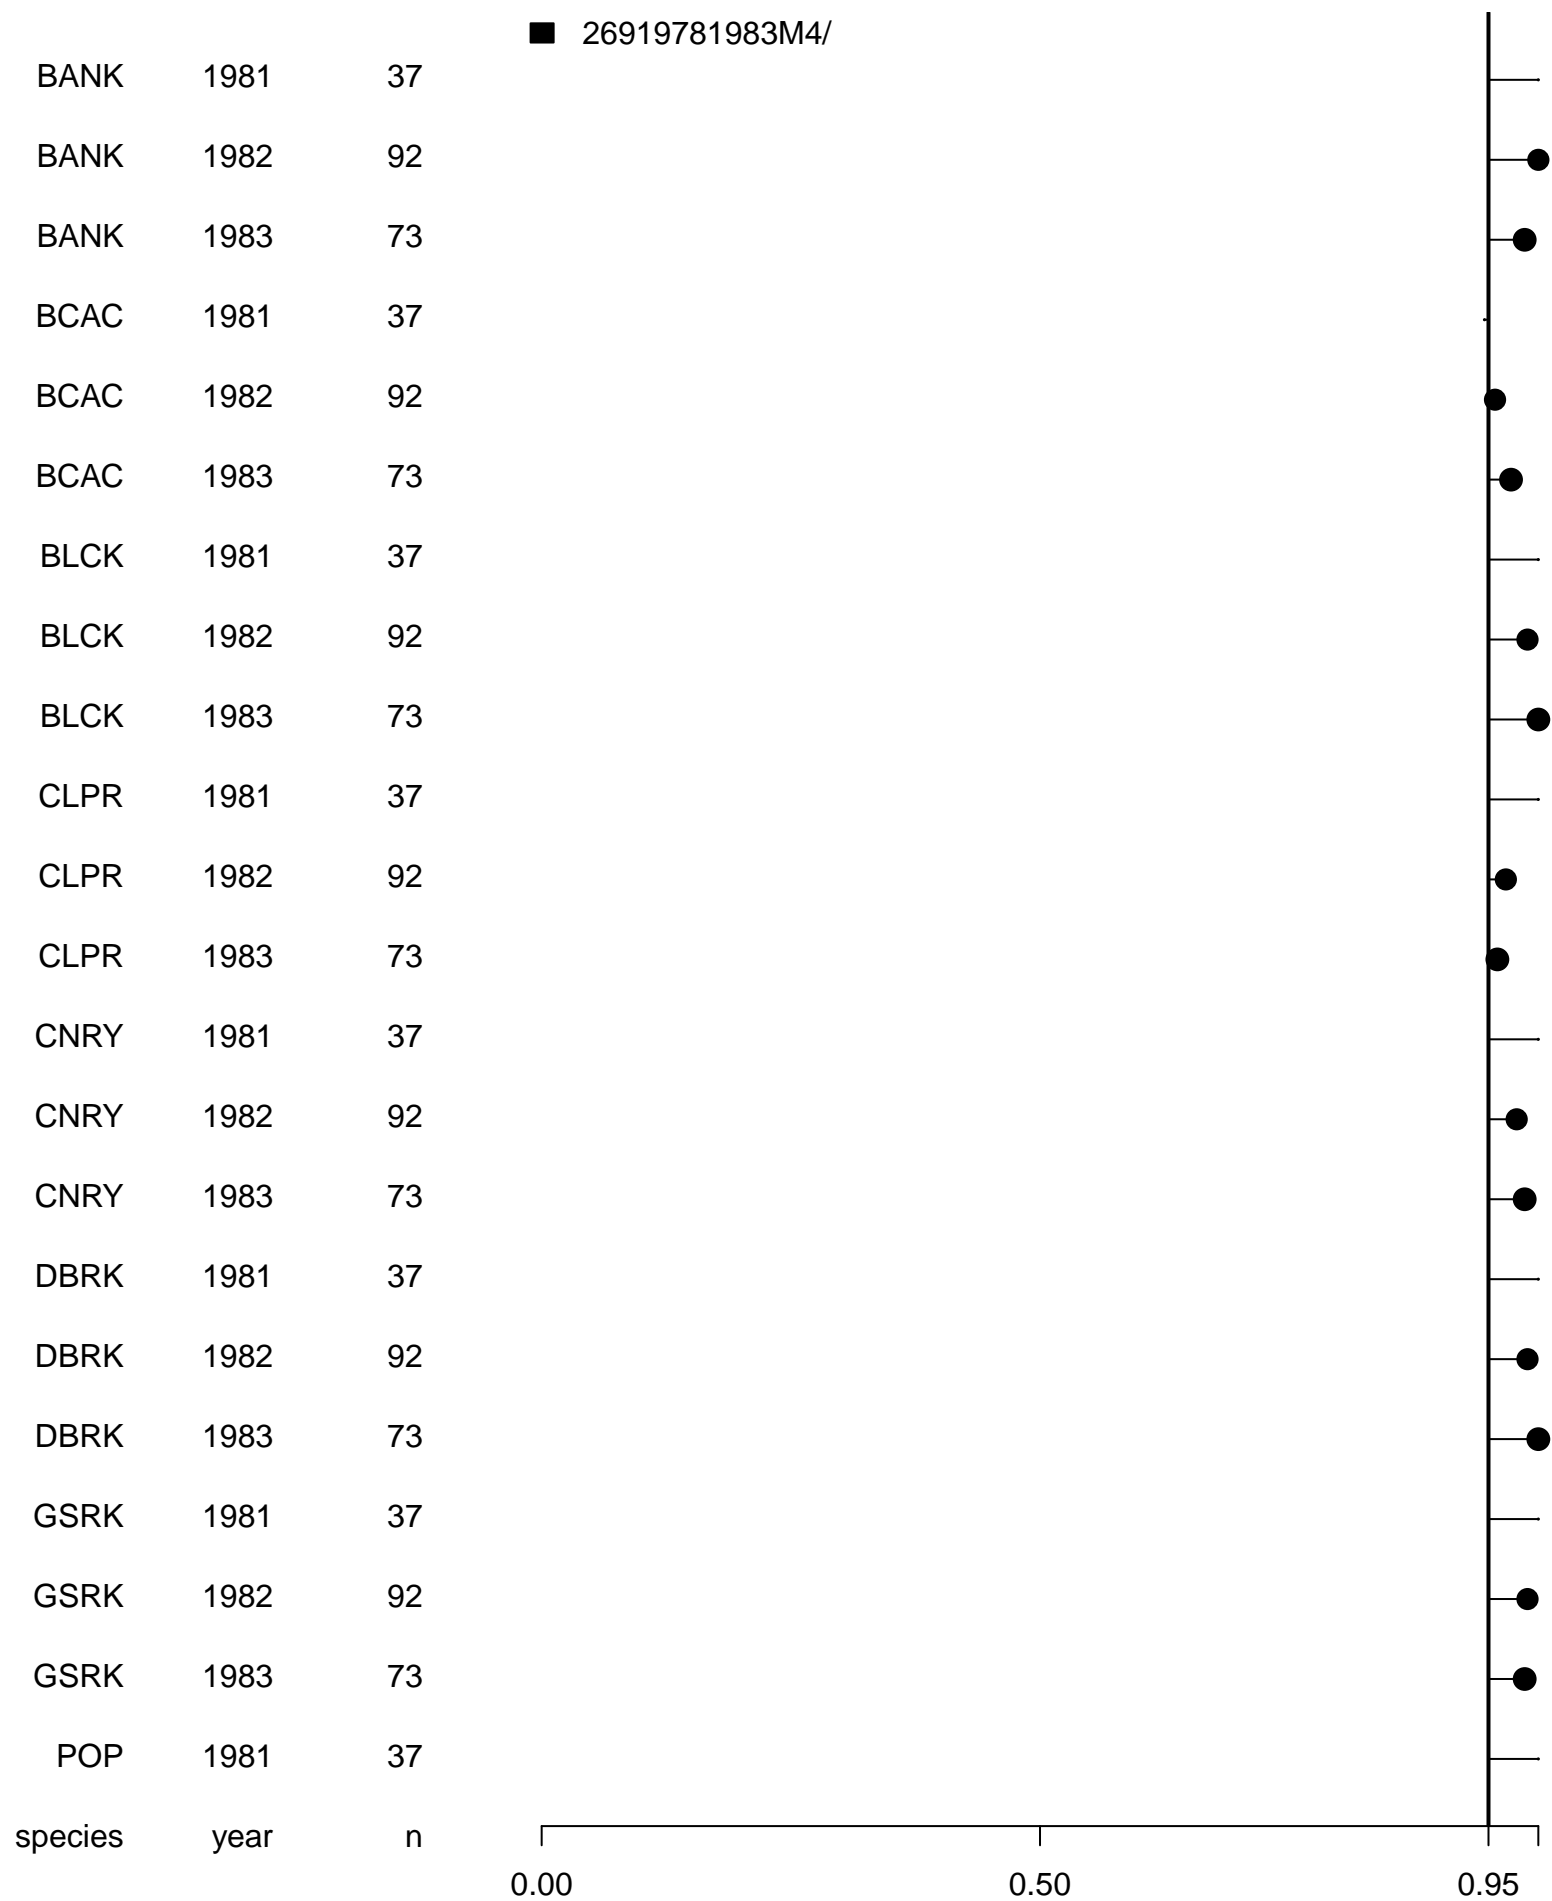 26919781983M4/
BANK 1981 37
BANK 1982 92
BANK 1983 73
BCAC 1981 37
BCAC 1982 92
BCAC 1983 73
BLCK 1981 37
BLCK 1982 92
BLCK 1983 73
CLPR 1981 37
CLPR 1982 92
CLPR 1983 73
CNRY 1981 37
CNRY 1982 92
CNRY 1983 73
DBRK 1981 37
DBRK 1982 92
DBRK 1983 73
GSRK 1981 37
GSRK 1982 92
GSRK 1983 73
POP 1981 37
species year n
0.00 0.50 0.95